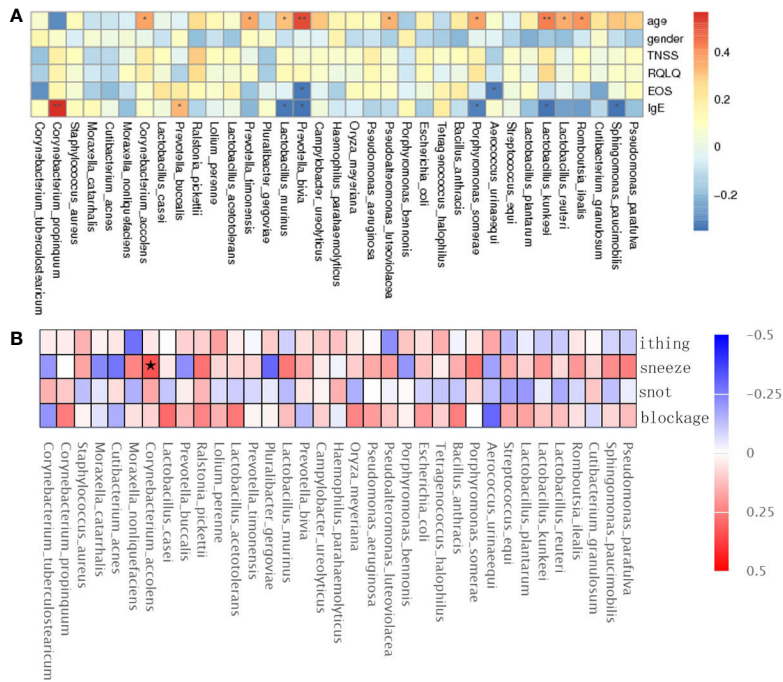 A
age
gender
TNSS
RQLQ
EOS
IgE
0.4
0.2
0
−0.2
Corynebacterium_tuberculostearicum
Corynebacterium_propinquum
Staphylococcus_aureus
Moraxella_catarrhalis
Cutibacterium_acnes
Moraxella_nonliquefaciens
Corynebacterium_accolens
Lactobacillus_casei
Prevotella_buccalis
Ralstonia_pickettii
Lolium_perenne
Lactobacillus_acetotolerans
Prevotella_timonensis
Pluralibacter_gergoviae
Lactobacillus_murinus
Prevotella_bivia
Campylobacter_ureolyticus
Haemophilus_parahaemolyticus
Oryza_meyeriana
Pseudomonas_aeruginosa
Pseudoalteromonas_luteoviolacea
Porphyromonas_bennonis
Escherichia_coli
Tetragenococcus_halophilus
Bacillus_anthracis
Porphyromonas_somerae
Aerococcus_urinaeequi
Streptococcus_equi
Lactobacillus_plantarum
Lactobacillus_kunkeei
Lactobacillus_reuteri
Romboutsia_ilealis
Cutibacterium_granulosum
Sphingomonas_paucimobilis
Pseudomonas_parafulva
B
ithing
sneeze
snot
blockage
-0.5
-0.25
0
0.25
0.5
Corynebacterium_tuberculostearicum
Corynebacterium_propinquum
Staphylococcus_aureus
Moraxella_catarrhalis
Cutibacterium_acnes
Moraxella_nonliquefaciens
Corynebacterium_accolens
Lactobacillus_casei
Prevotella_buccalis
Ralstonia_pickettii
Lolium_perenne
Lactobacillus_acetotolerans
Prevotella_timonensis
Pluralibacter_gergoviae
Lactobacillus_murinus
Prevotella_bivia
Campylobacter_ureolyticus
Haemophilus_parahaemolyticus
Oryza_meyeriana
Pseudomonas_aeruginosa
Pseudoalteromonas_luteoviolacea
Porphyromonas_bennonis
Escherichia_coli
Tetragenococcus_halophilus
Bacillus_anthracis
Porphyromonas_somerae
Aerococcus_urinaeequi
Streptococcus_equi
Lactobacillus_plantarum
Lactobacillus_kunkeei
Lactobacillus_reuteri
Romboutsia_ilealis
Cutibacterium_granulosum
Sphingomonas_paucimobilis
Pseudomonas_parafulva